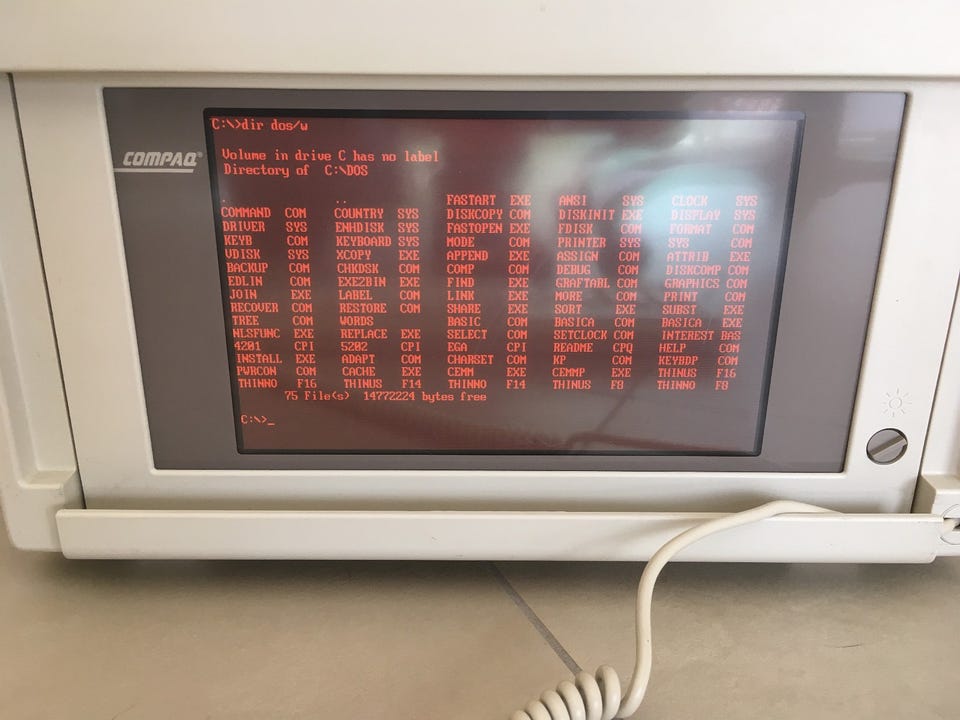 COMPAQ®
C:\>dir dos/w
Volume in drive C has no label
Directory of C:\DOS
. .. FASTART EXE ANSI SYS CLOCK SYS
COMMAND COM COUNTRY SYS DISKCOPY COM DISKINIT EXE DISPLAY SYS
DRIVER SYS ENHDISK SYS FASTOPEN EXE FDISK COM FORMAT COM
KEYB COM KEYBOARD SYS MODE COM PRINTER SYS SYS COM
VDISK SYS XCOPY EXE APPEND EXE ASSIGN COM ATTRIB EXE
BACKUP COM CHKDSK COM COMP COM DEBUG COM DISKCOMP COM
EDLIN COM EXE2BIN EXE FIND EXE GRAFTABL COM GRAPHICS COM
JOIN EXE LABEL COM LINK EXE MORE COM PRINT COM
RECOVER COM RESTORE COM SHARE EXE SORT EXE SUBST EXE
TREE COM WORDS BASIC COM BASICA COM BASICA EXE
NLSFUNC EXE REPLACE EXE SELECT COM SETCLOCK COM INTEREST BAS
4201 CPI 5202 CPI EGA CPI README CPQ HELP COM
INSTALL EXE ADAPT COM CHARSET COM KP COM KEYBDP COM
PWRCON COM CACHE EXE CEMM EXE CEMMP EXE THINUS F16
THINNO F16 THINUS F14 THINNO F14 THINUS F8 THINNO F8
75 File(s) 14772224 bytes free
C:\>_